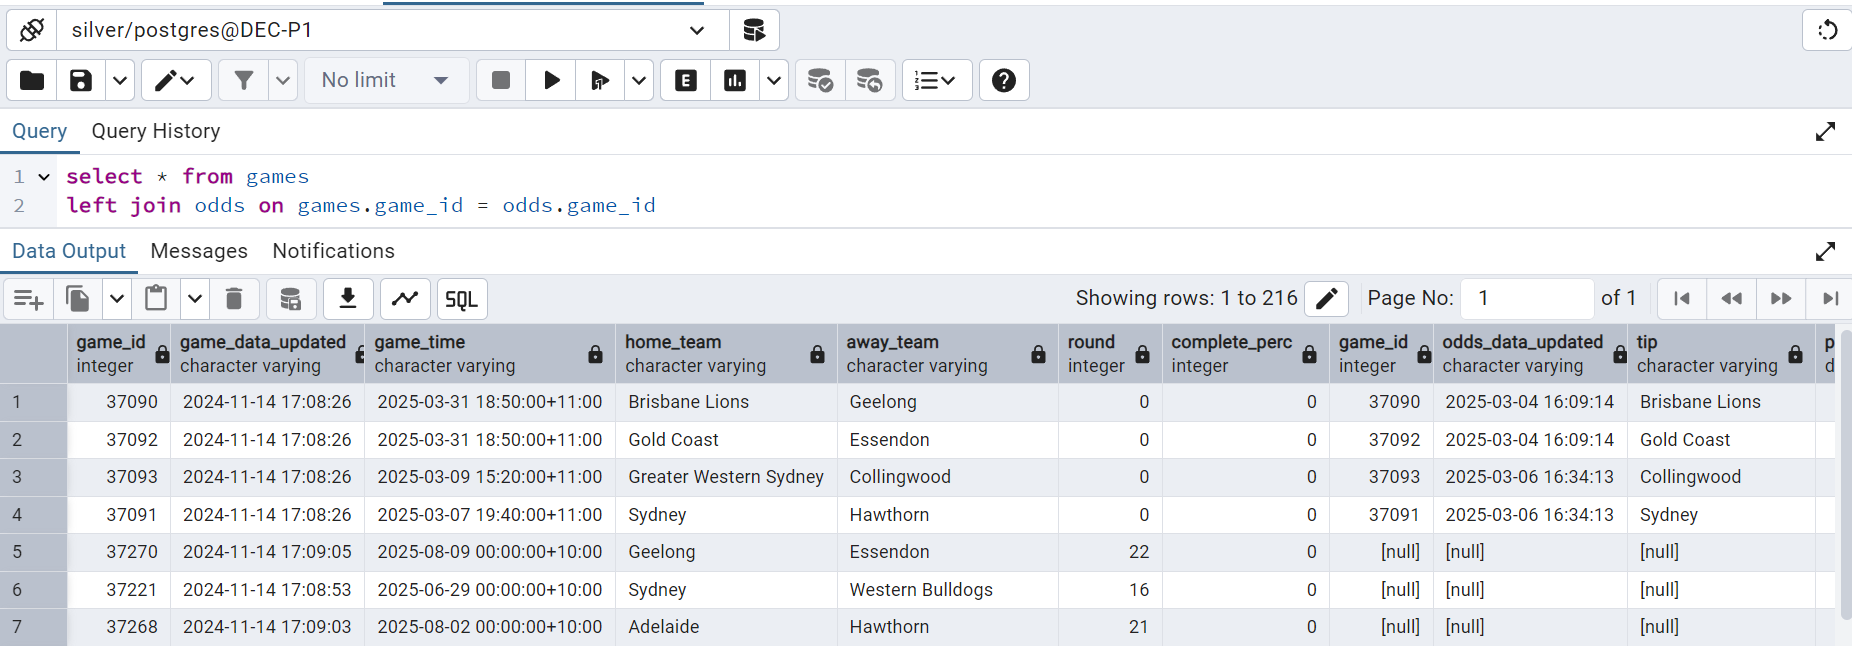 silver/postgres@DEC-P1
No limit
Query Query History
1 select * from games
2 left join odds on games.game_id = odds.game_id
Data Output Messages Notifications
SQL Showing rows: 1 to 216 Page No: 1 of 1
game_id game_data_updated game_time home_team away_team round complete_perc game_id odds_data_updated tip p
integer character varying character varying character varying character varying integer integer integer character varying character varying d
1 37090 2024-11-14 17:08:26 2025-03-31 18:50:00+11:00 Brisbane Lions Geelong 0 0 37090 2025-03-04 16:09:14 Brisbane Lions
2 37092 2024-11-14 17:08:26 2025-03-31 18:50:00+11:00 Gold Coast Essendon 0 0 37092 2025-03-04 16:09:14 Gold Coast
3 37093 2024-11-14 17:08:26 2025-03-09 15:20:00+11:00 Greater Western Sydney Collingwood 0 0 37093 2025-03-06 16:34:13 Collingwood
4 37091 2024-11-14 17:08:26 2025-03-07 19:40:00+11:00 Sydney Hawthorn 0 0 37091 2025-03-06 16:34:13 Sydney
5 37270 2024-11-14 17:09:05 2025-08-09 00:00:00+10:00 Geelong Essendon 22 0 [null] [null] [null]
6 37221 2024-11-14 17:08:53 2025-06-29 00:00:00+10:00 Sydney Western Bulldogs 16 0 [null] [null] [null]
7 37268 2024-11-14 17:09:03 2025-08-02 00:00:00+10:00 Adelaide Hawthorn 21 0 [null] [null] [null]